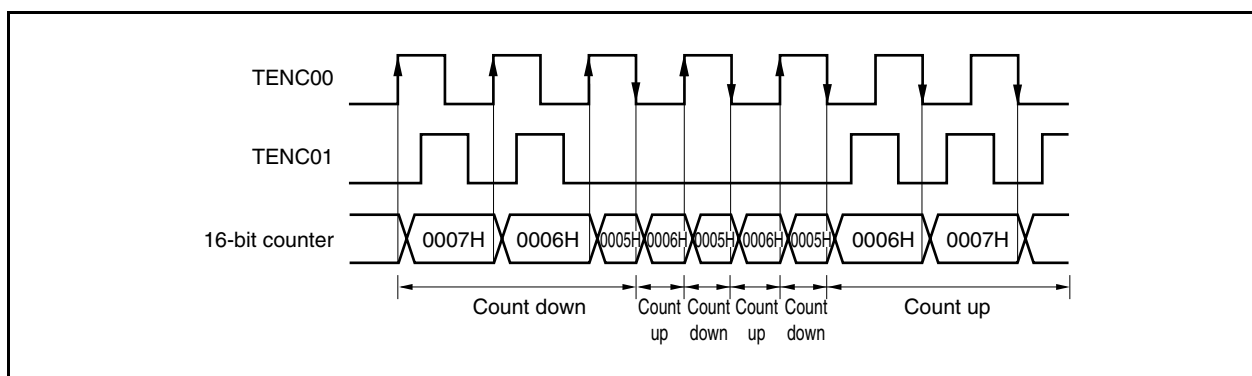 TENC00
TENC01
16-bit counter
0007H 0006H 0005H 0006H 0005H 0006H 0005H 0006H 0007H
Count down Count up Count down Count up Count down Count up